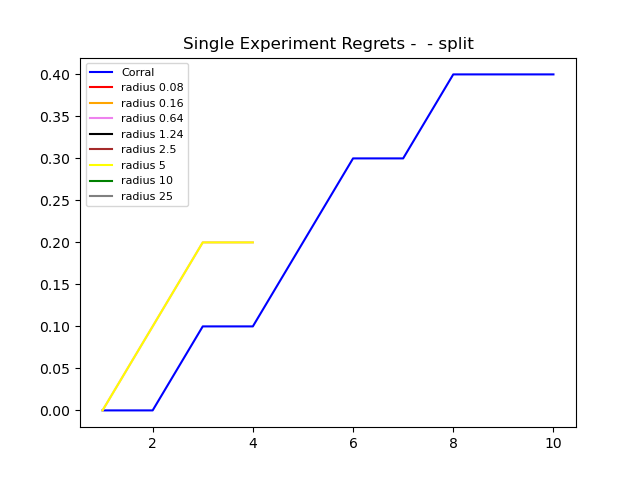 Single Experiment Regrets -  - split
0.40
0.35
0.30
0.25
0.20
0.15
0.10
0.05
0.00
Corral
radius 0.08
radius 0.16
radius 0.64
radius 1.24
radius 2.5
radius 5
radius 10
radius 25
2 4 6 8 10